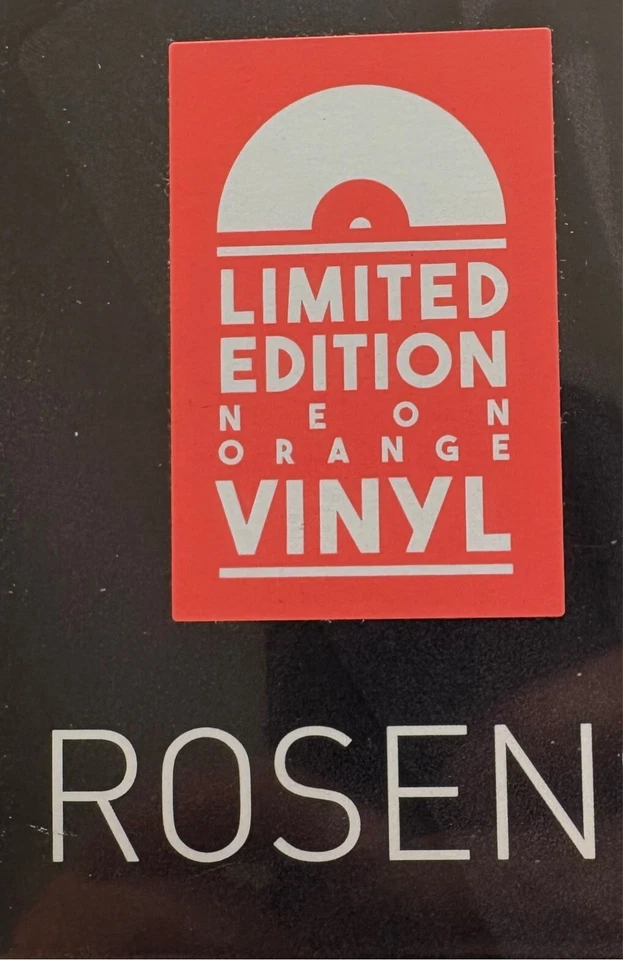 LIMITED
EDITION
NEON
ORANGE
VINYL
ROSEN